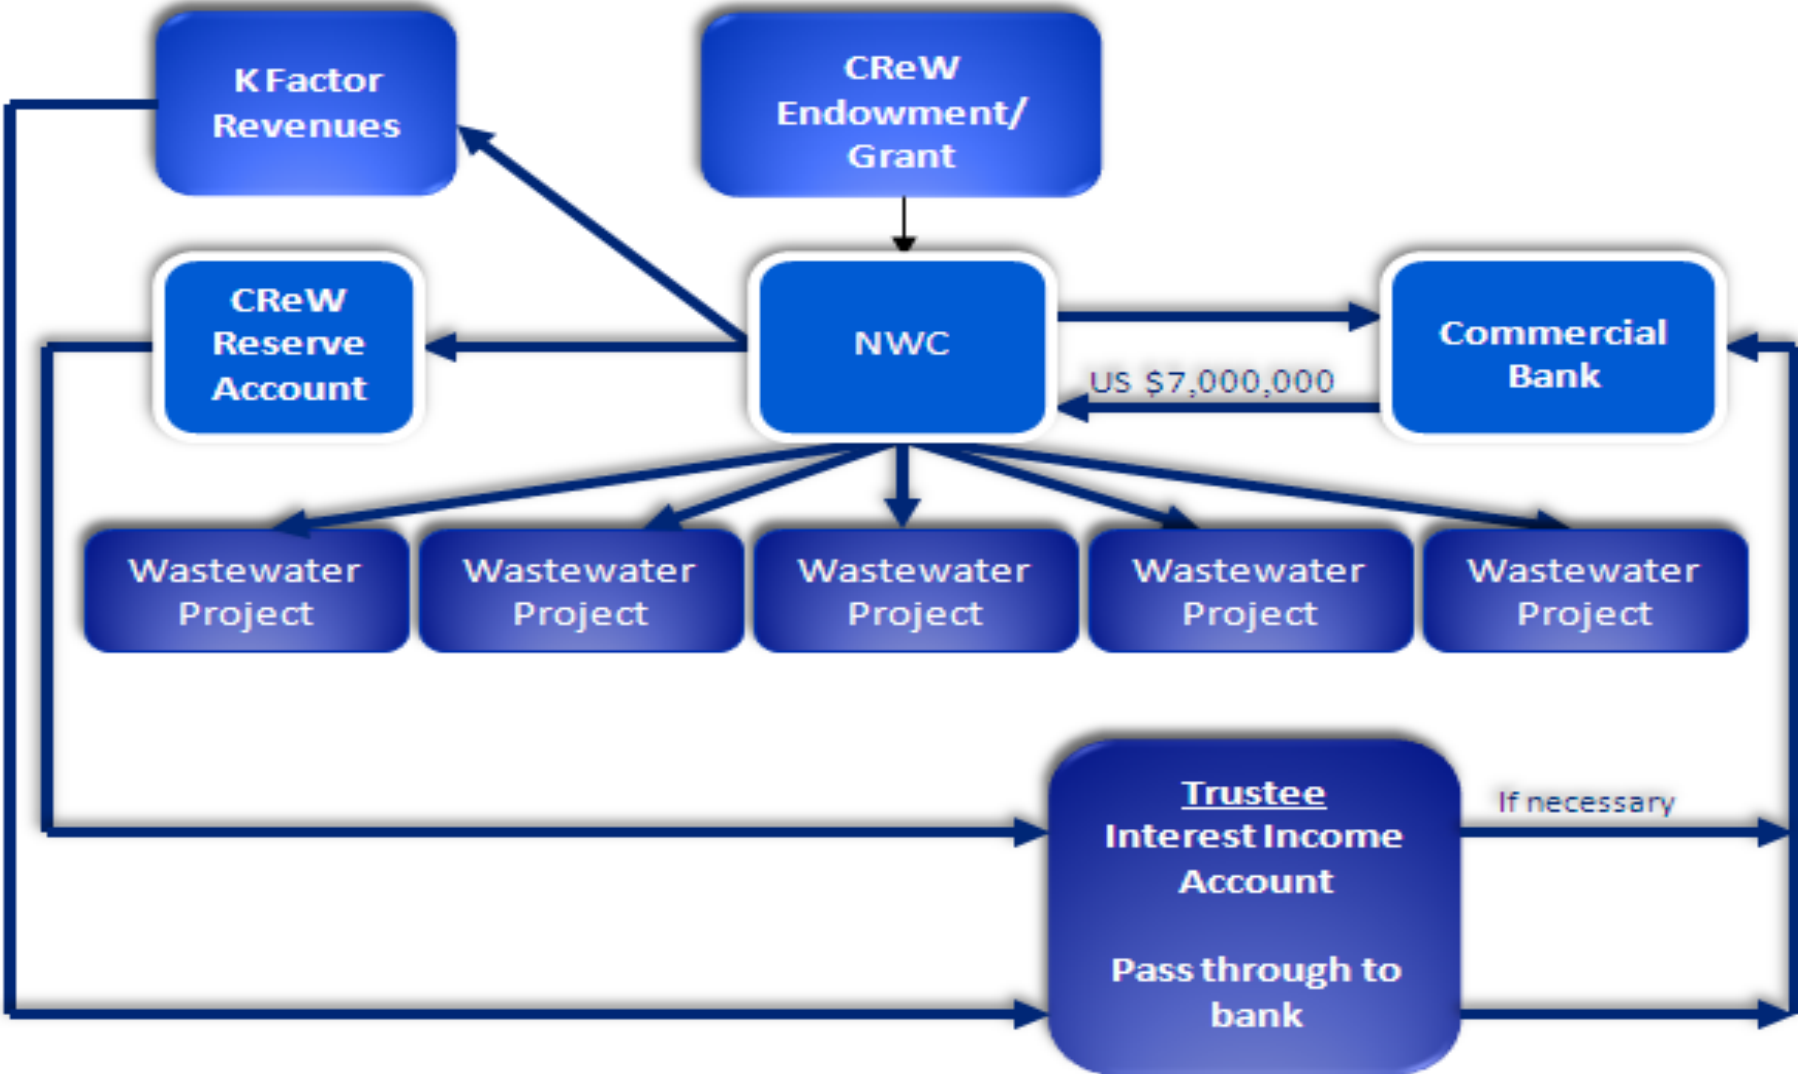 K Factor
Revenues
CReW
Endowment/
Grant
CReW
Reserve
Account
NWC
US $7,000,000
Commercial
Bank
Wastewater
Project
Wastewater
Project
Wastewater
Project
Wastewater
Project
Wastewater
Project
Trustee
Interest Income
Account
Pass through to
bank
If necessary